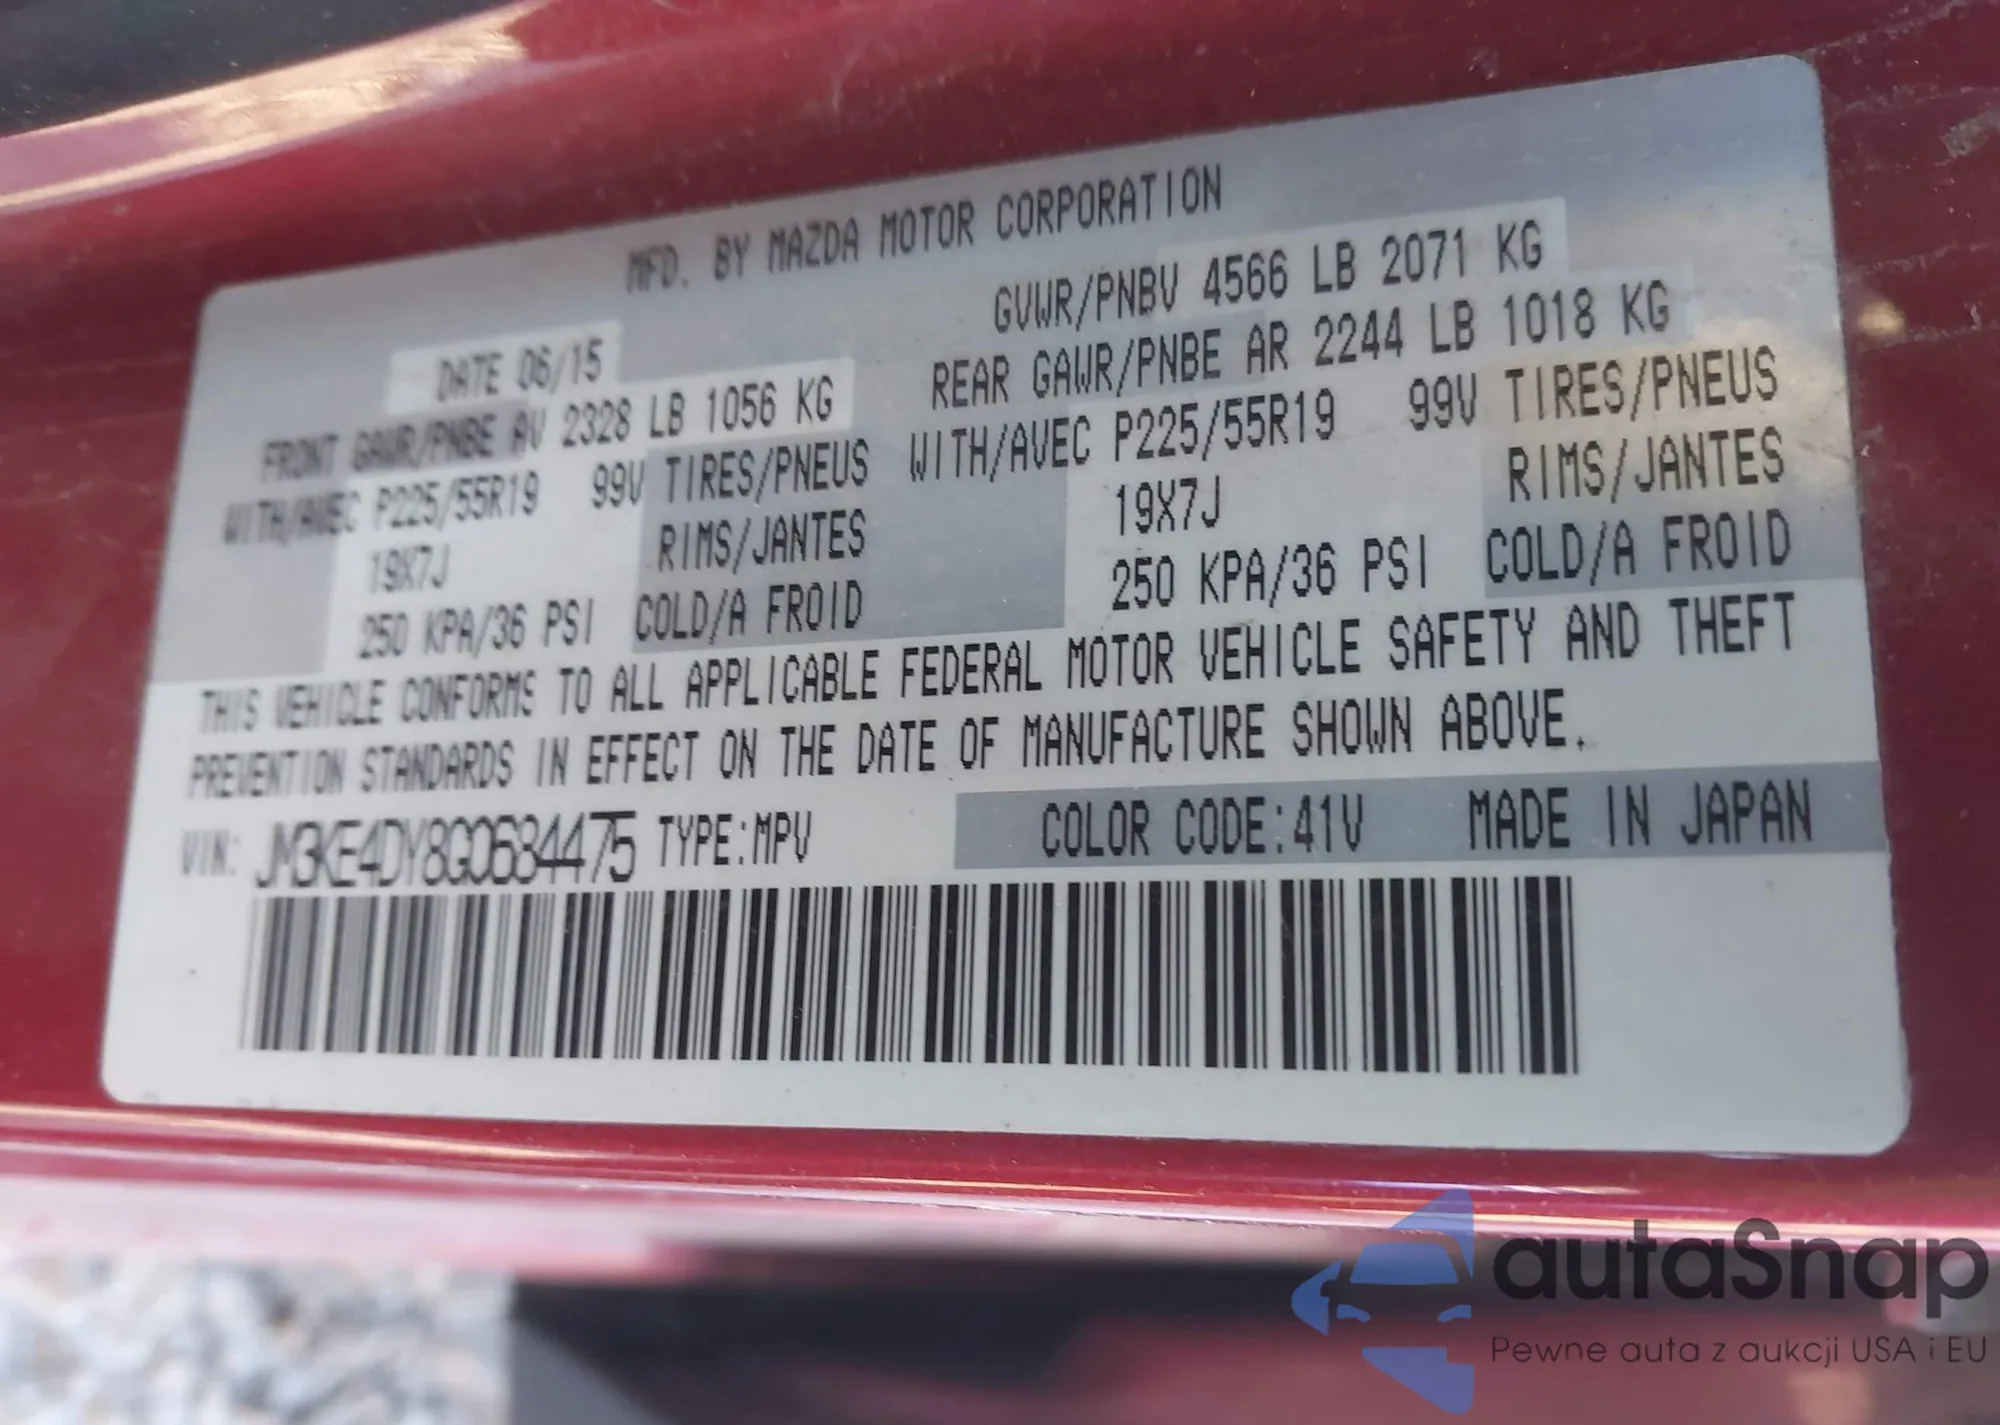 MFD. BY MAZDA MOTOR CORPORATION
DATE 06/15 GVWR/PNBV 4566 LB 2071 KG
FRONT GAWR/PNBE AV 2328 LB 1056 KG REAR GAWR/PNBE AR 2244 LB 1018 KG
WITH/AVEC P225/55R19 99V TIRES/PNEUS WITH/AVEC P225/55R19 99V TIRES/PNEUS
19X7J RIMS/JANTES 19X7J RIMS/JANTES
250 KPA/36 PSI COLD/A FROID 250 KPA/36 PSI COLD/A FROID
THIS VEHICLE CONFORMS TO ALL APPLICABLE FEDERAL MOTOR VEHICLE SAFETY AND THEFT
PREVENTION STANDARDS IN EFFECT ON THE DATE OF MANUFACTURE SHOWN ABOVE.
VIN: JM3KE4DY8G0684475 TYPE:MPV COLOR CODE:41V MADE IN JAPAN
autaSnap
Pewne auta z aukcji USA i EU